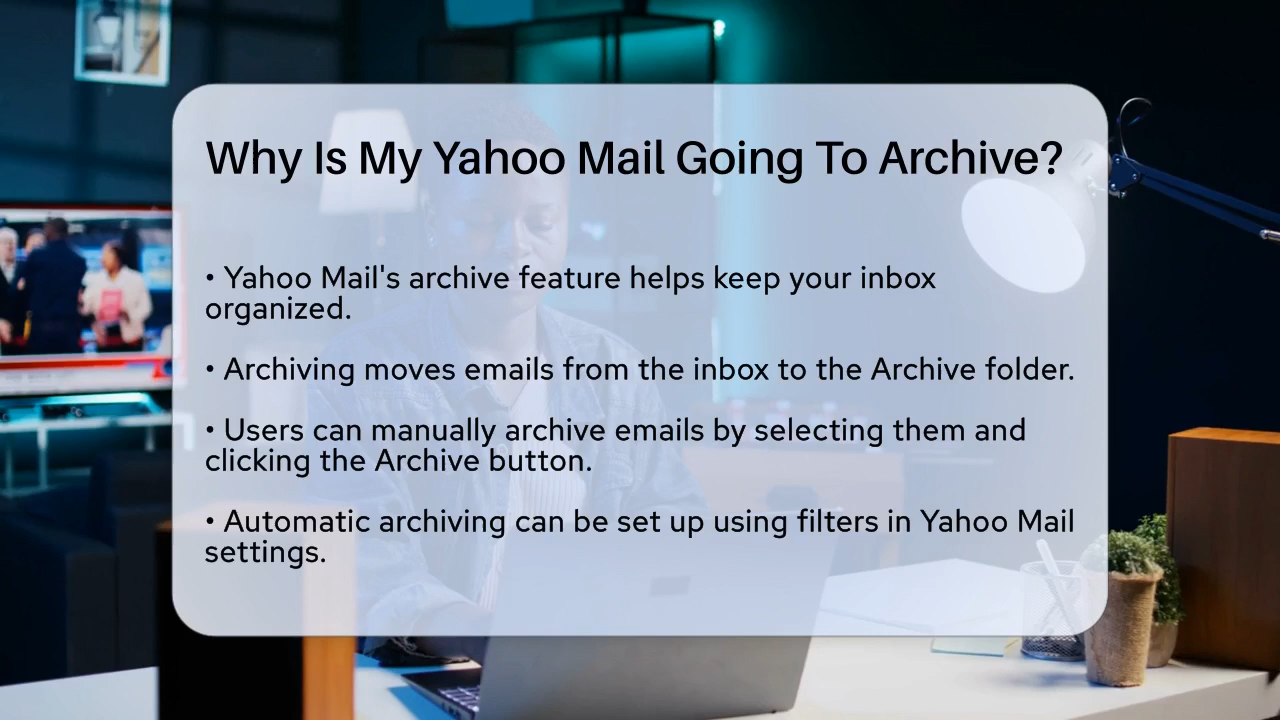 Why Is My Yahoo Mail Going To Archive?
• Yahoo Mail's archive feature helps keep your inbox
organized.
• Archiving moves emails from the inbox to the Archive folder.
• Users can manually archive emails by selecting them and
clicking the Archive button.
• Automatic archiving can be set up using filters in Yahoo Mail
settings.